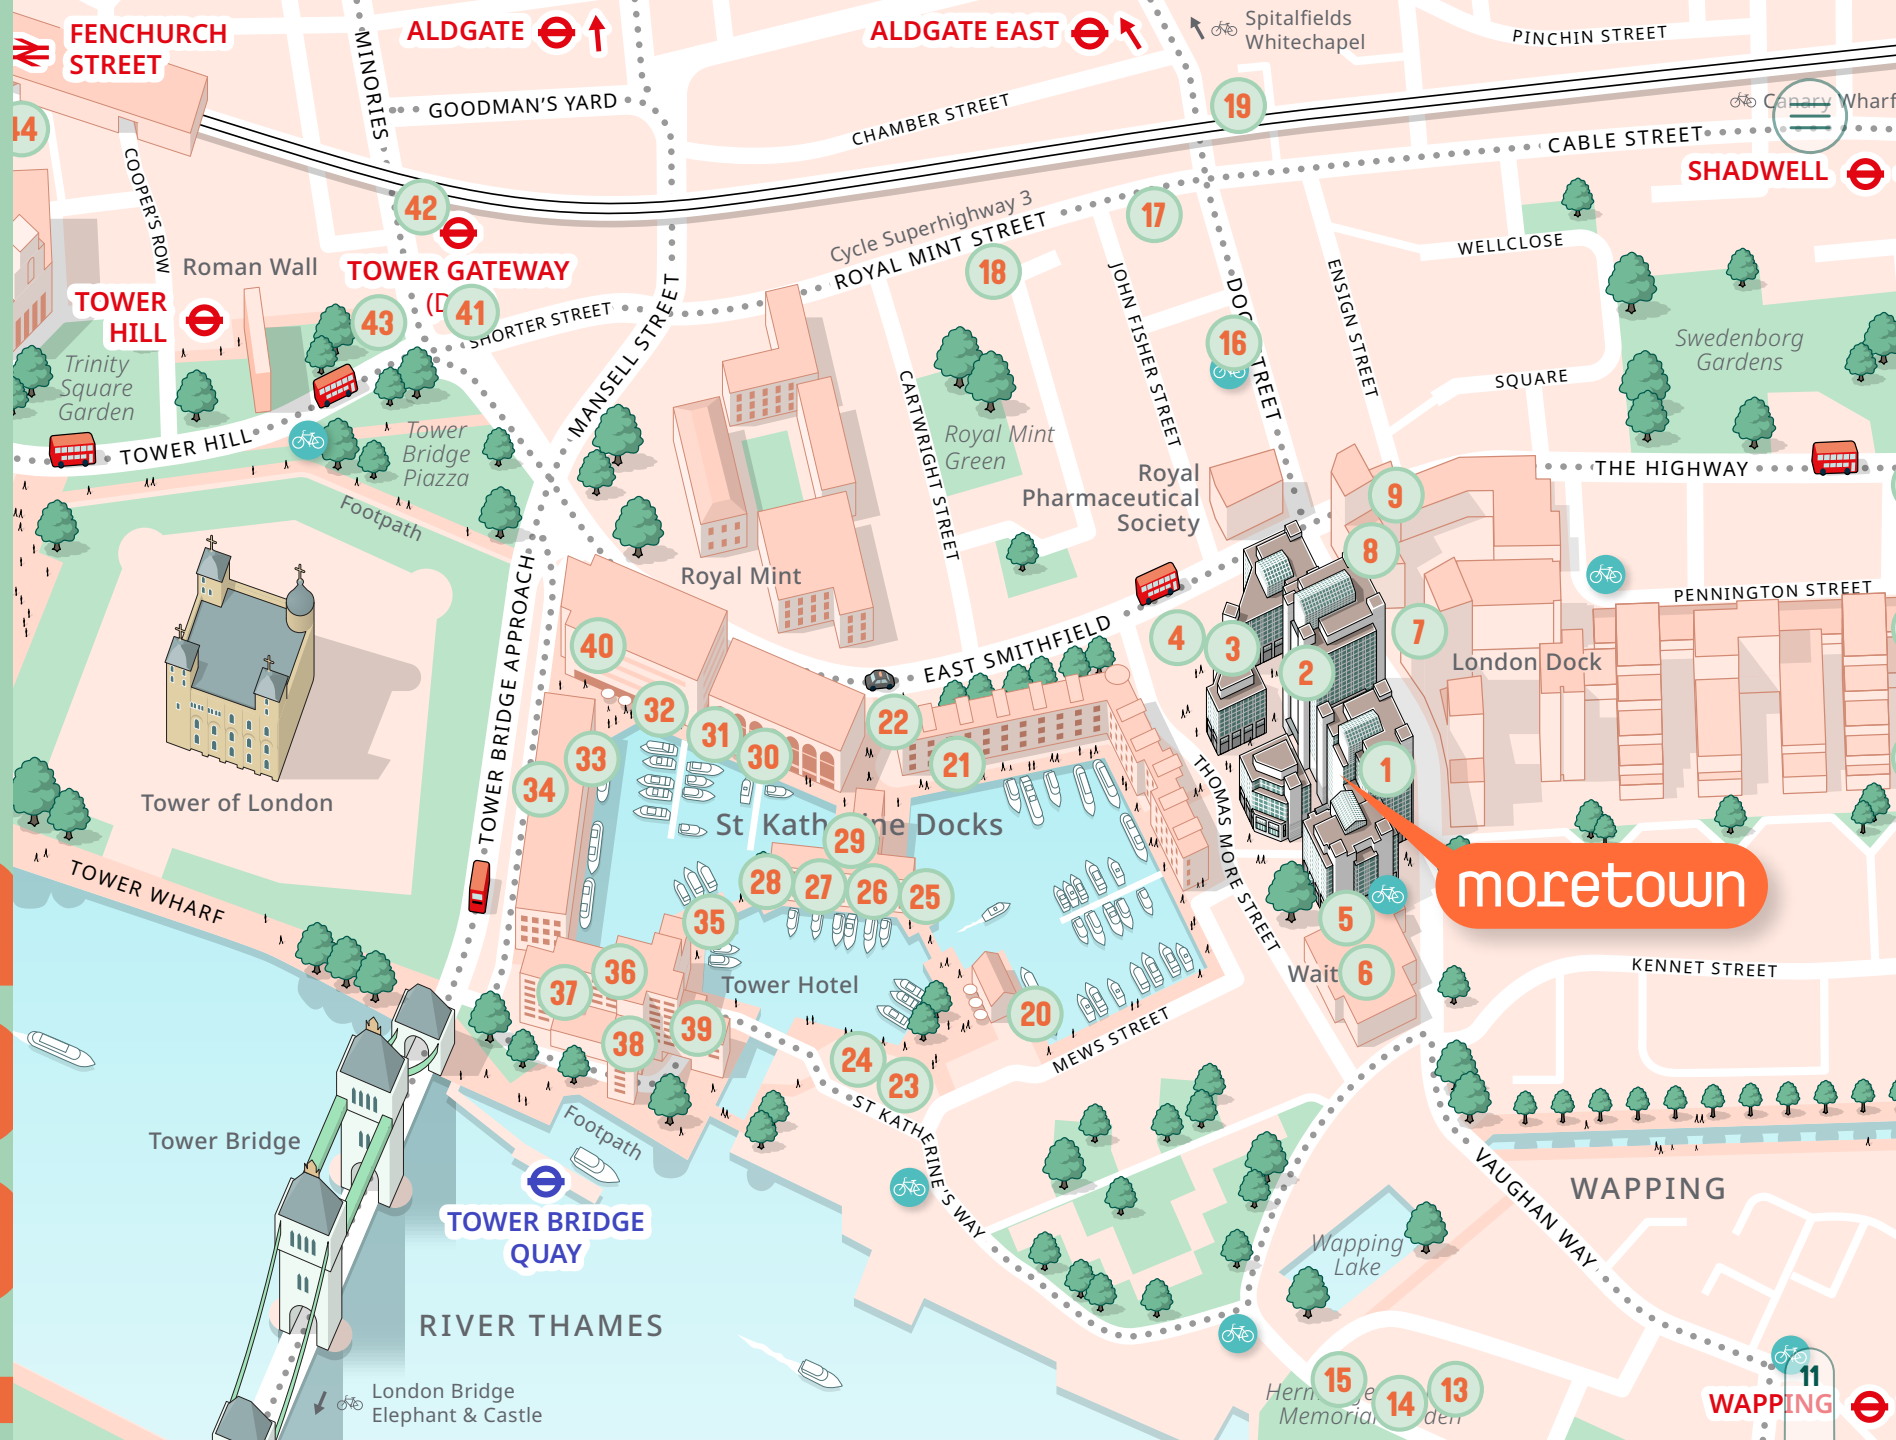 FENCHURCH
STREET
ALDGATE
ALDGATE EAST
Spitalfields
Whitechapel
PINCHIN STREET
MINORIES
GOODMAN'S YARD
CHAMBER STREET
19
Canary Wharf
CABLE STREET
SHADWELL
44
COOPER'S ROW
42
Roman Wall
TOWER GATEWAY
(D
TOWER
HILL
43
41
SHORTER STREET
MANSELL STREET
Cycle Superhighway 3
ROYAL MINT STREET
18
17
JOHN FISHER STREET
16
ENSIGN STREET
WELLCLOSE
SQUARE
Swedenborg
Gardens
Trinity
Square
Garden
TOWER HILL
Tower
Bridge
Piazza
Footpath
CARTWRIGHT STREET
Royal Mint
Green
Royal
Pharmaceutical
Society
THE HIGHWAY
9
8
PENNINGTON STREET
Royal Mint
TOWER BRIDGE APPROACH
EAST SMITHFIELD
4
3
2
7
London Dock
1
40
32
31
30
33
34
22
21
Tower of London
St Kath ne Docks
29
28
27
26
25
THOMAS MORE STREET
moretown
5
6
Wait
TOWER WHARF
35
36
37
38
39
Tower Hotel
20
24
23
MEWS STREET
KENNET STREET
ST KATHERINE'S WAY
Footpath
Tower Bridge
TOWER BRIDGE
QUAY
RIVER THAMES
WAPPING
VAUGHAN WAY
Wapping
Lake
London Bridge
Elephant & Castle
15
14
13
Memorial
11
WAPPING